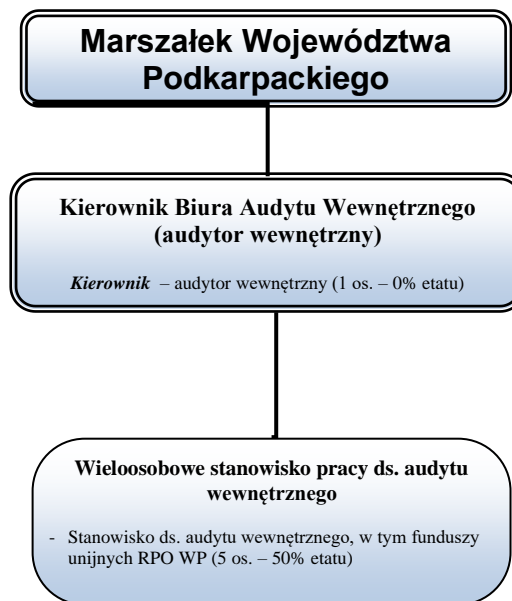 Marszałek Województwa
Podkarpackiego
Kierownik Biura Audytu Wewnętrznego
(audytor wewnętrzny)
Kierownik – audytor wewnętrzny (1 os. – 0% etatu)
Wieloosobowe stanowisko pracy ds. audytu
wewnętrznego
- Stanowisko ds. audytu wewnętrznego, w tym funduszy
unijnych RPO WP (5 os. – 50% etatu)